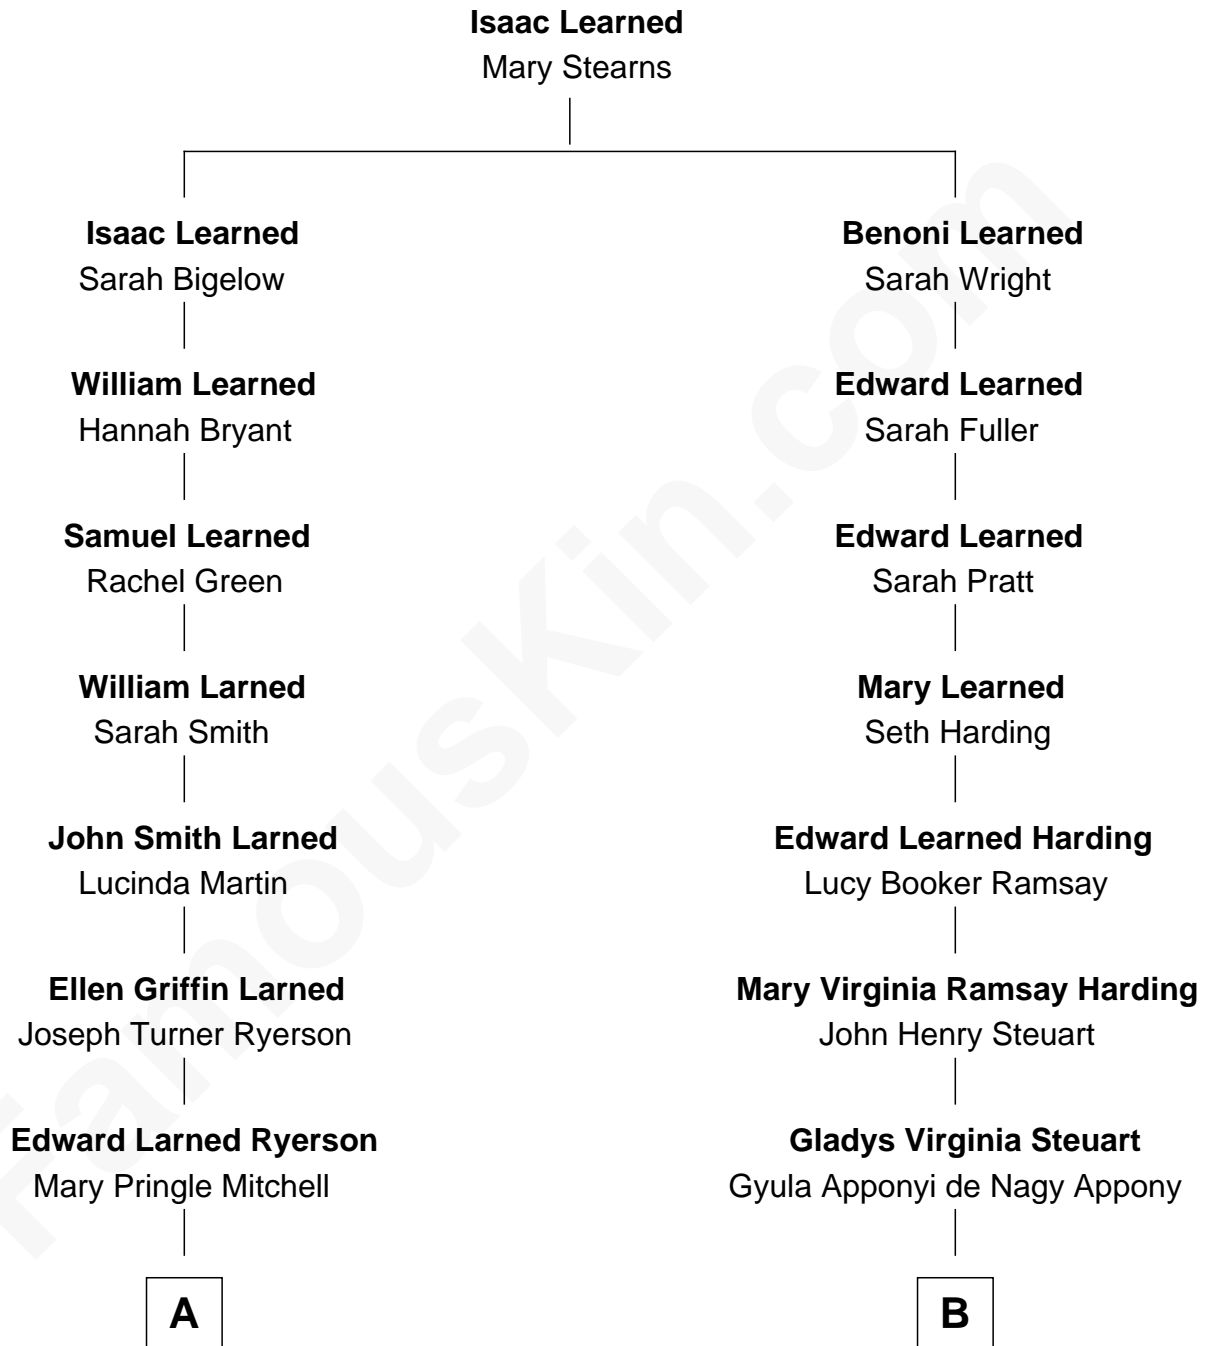 Isaac Learned
Mary Stearns
Isaac Learned
Sarah Bigelow
Benoni Learned
Sarah Wright
William Learned
Hannah Bryant
Edward Learned
Sarah Fuller
Samuel Learned
Rachel Green
Edward Learned
Sarah Pratt
William Larned
Sarah Smith
Mary Learned
Seth Harding
John Smith Larned
Lucinda Martin
Edward Learned Harding
Lucy Booker Ramsay
Ellen Griffin Larned
Joseph Turner Ryerson
Mary Virginia Ramsay Harding
John Henry Steuart
Edward Larned Ryerson
Mary Pringle Mitchell
Gladys Virginia Steuart
Gyula Apponyi de Nagy Appony
A
B
FamousKin.com